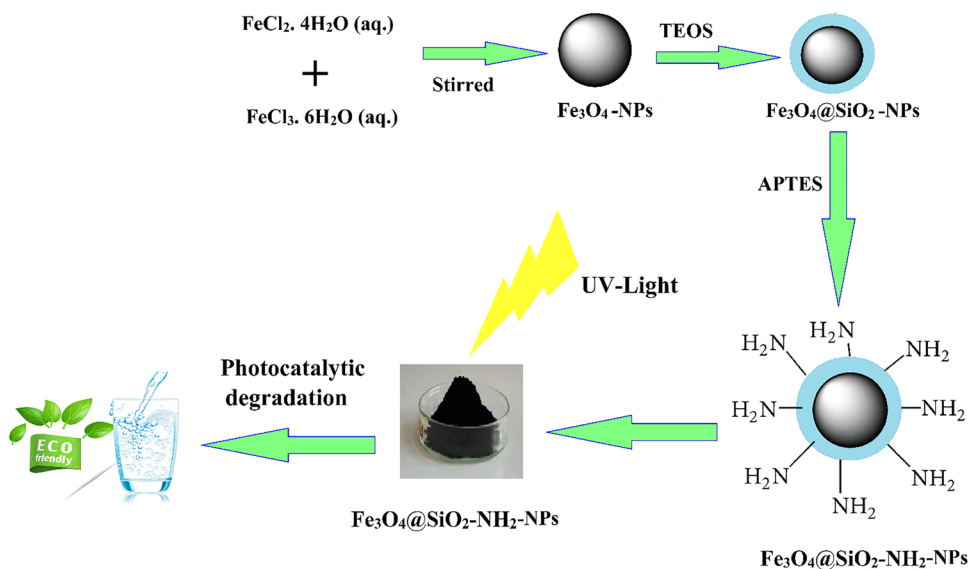 FeCl₂. 4H₂O (aq.)
+
FeCl₃. 6H₂O (aq.)
Stirred
Fe₃O₄ -NPs
TEOS
Fe₃O₄@SiO₂-NPs
APTES
UV-Light
H₂N
H₂N
NH₂
H₂N
NH₂
H₂N
NH₂
NH₂
Fe₃O₄@SiO₂-NH₂-NPs
Photocatalytic
degradation
Fe₃O₄@SiO₂-NH₂-NPs
ECO
friendly